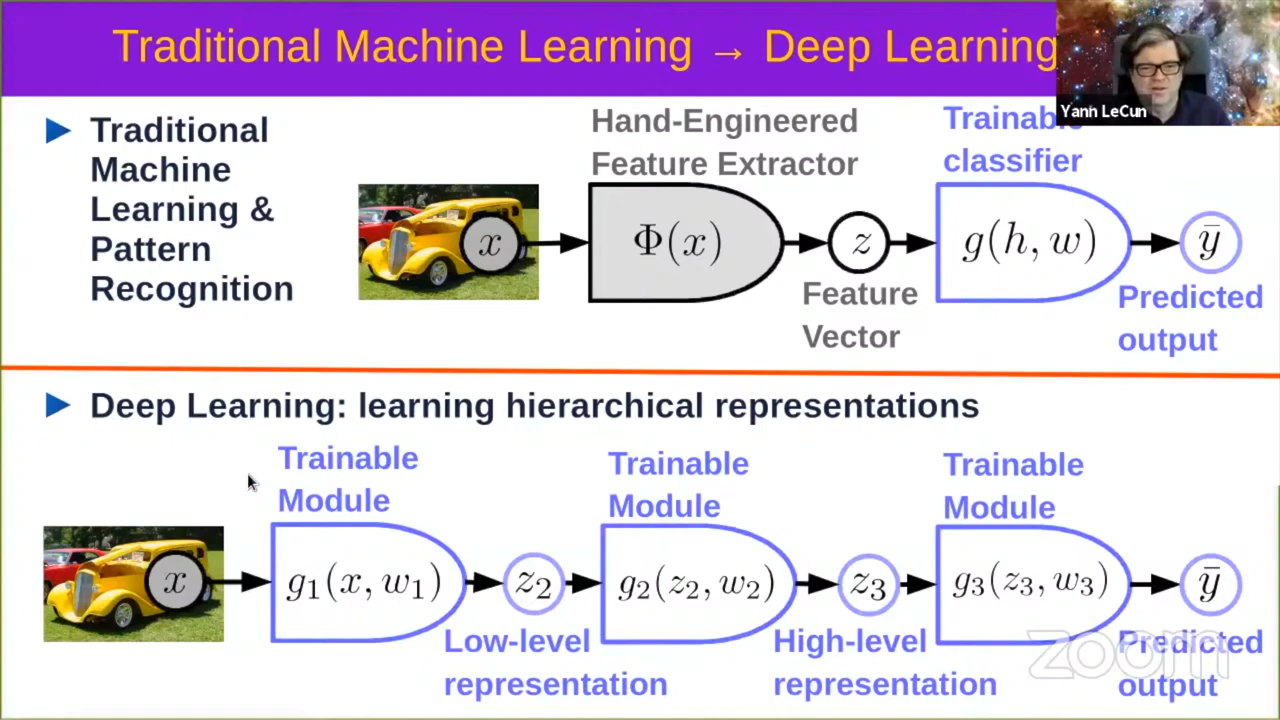 Traditional Machine Learning → Deep Learning
Yann LeCun
Traditional
Machine
Learning &
Pattern
Recognition
Hand-Engineered
Feature Extractor
Trainable
classifier
x
Φ(x)
z
g(h, w)
ȳ
Feature
Vector
Predicted
output
Deep Learning: learning hierarchical representations
Trainable
Module
Trainable
Module
Trainable
Module
x
g₁(x, w₁)
z₂
g₂(z₂, w₂)
z₃
g₃(z₃, w₃)
ȳ
Low-level
representation
High-level
representation
Predicted
output
zoom